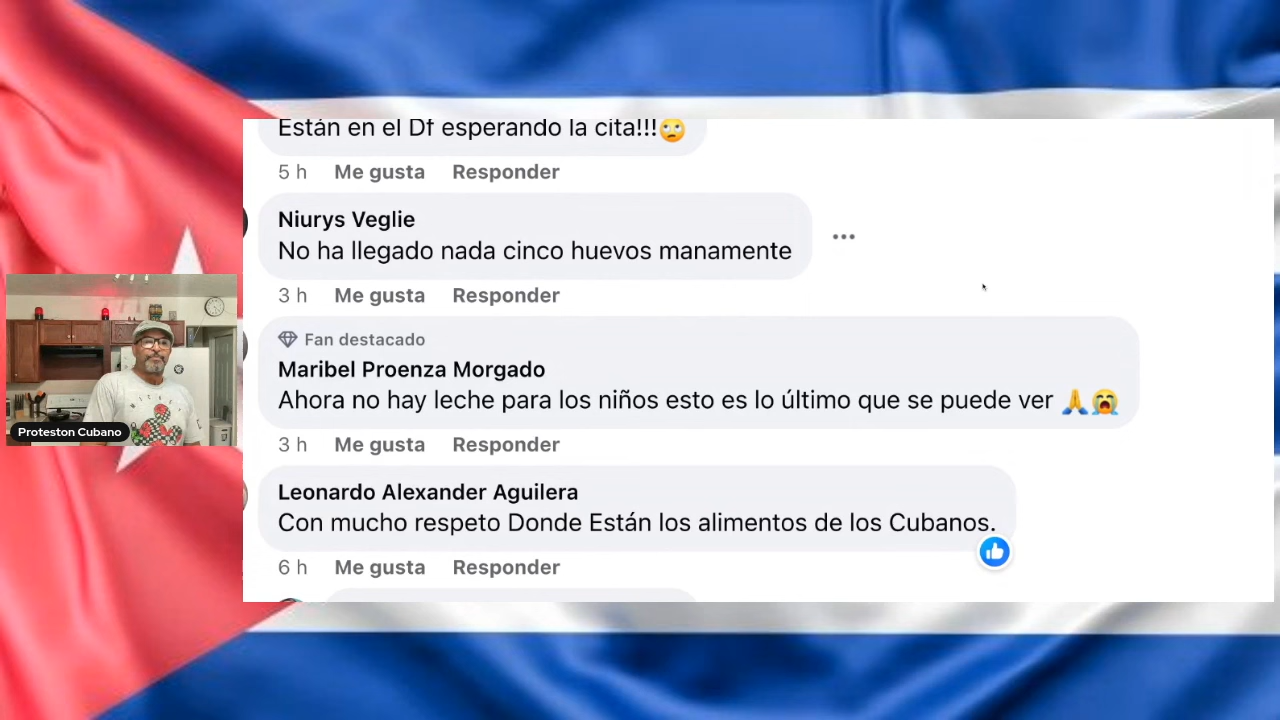 Están en el Df esperando la cita!!!🙄
5 h Me gusta Responder
Niurys Veglie
No ha llegado nada cinco huevos manamente
3 h Me gusta Responder
Fan destacado
Maribel Proenza Morgado
Ahora no hay leche para los niños esto es lo último que se puede ver 🙏😭
3 h Me gusta Responder
Leonardo Alexander Aguilera
Con mucho respeto Donde Están los alimentos de los Cubanos.
6 h Me gusta Responder
Proteston Cubano